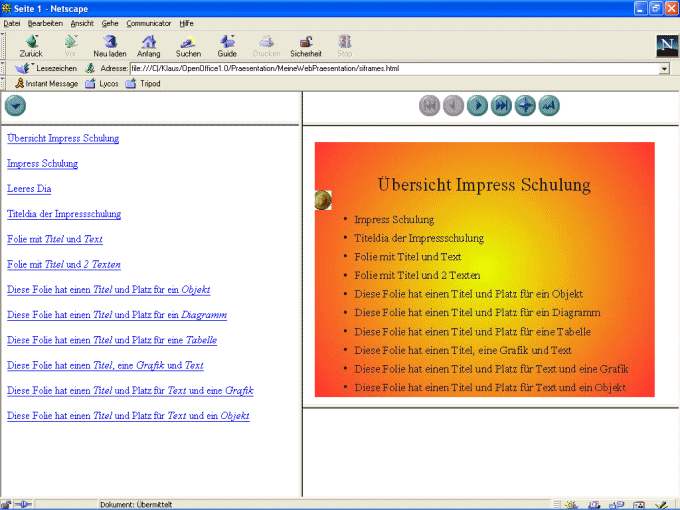 Seite 1 - Netscape
Datei Bearbeiten Ansicht Gehe Communicator Hilfe
Zurück Vor Neu laden Anfang Suchen Guide Drucken Sicherheit Stop
N
Lesezeichen Adresse: file:///C|/Klaus/OpenOffice1.0/Praesentation/MeineWebPraesentation/siframes.html
Instant Message Lycos Tripod
Übersicht Impress Schulung
Impress Schulung
Leeres Dia
Titeldia der Impressschulung
Folie mit Titel und Text
Folie mit Titel und 2 Texten
Diese Folie hat einen Titel und Platz für ein Objekt
Diese Folie hat einen Titel und Platz für ein Diagramm
Diese Folie hat einen Titel und Platz für eine Tabelle
Diese Folie hat einen Titel, eine Grafik und Text
Diese Folie hat einen Titel und Platz für Text und eine Grafik
Diese Folie hat einen Titel und Platz für Text und ein Objekt
Übersicht Impress Schulung
• Impress Schulung
• Titeldia der Impressschulung
• Folie mit Titel und Text
• Folie mit Titel und 2 Texten
• Diese Folie hat einen Titel und Platz für ein Objekt
• Diese Folie hat einen Titel und Platz für ein Diagramm
• Diese Folie hat einen Titel und Platz für eine Tabelle
• Diese Folie hat einen Titel, eine Grafik und Text
• Diese Folie hat einen Titel und Platz für Text und eine Grafik
• Diese Folie hat einen Titel und Platz für Text und ein Objekt
Dokument: Übermittelt